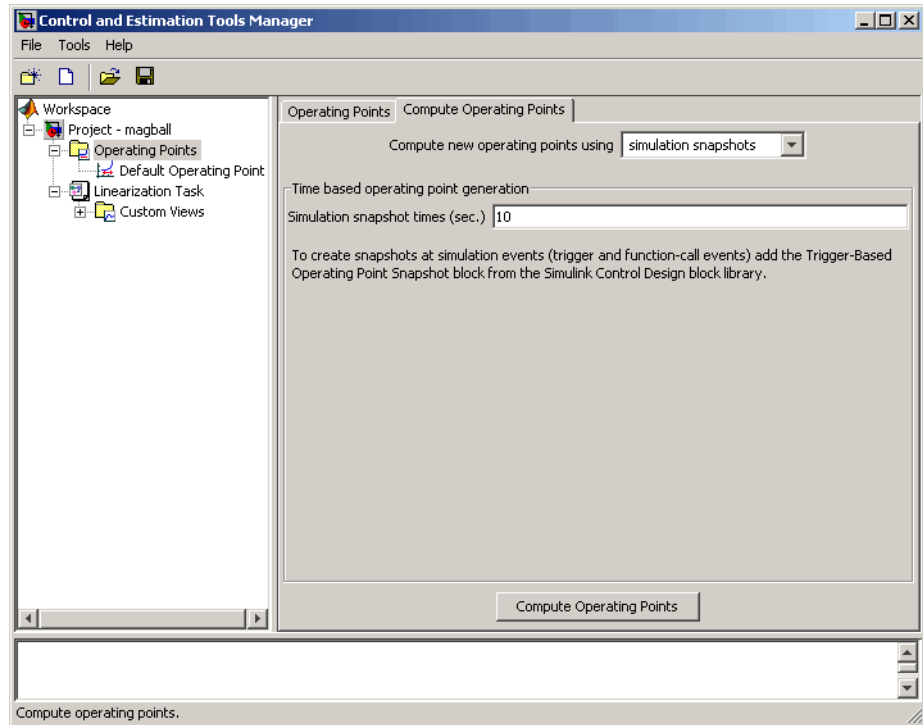 Control and Estimation Tools Manager
File Tools Help
Workspace
Project - magball
Operating Points
Default Operating Point
Linearization Task
Custom Views
Operating Points
Compute Operating Points
Compute new operating points using simulation snapshots
Time based operating point generation
Simulation snapshot times (sec.) 10
To create snapshots at simulation events (trigger and function-call events) add the Trigger-Based
Operating Point Snapshot block from the Simulink Control Design block library.
Compute Operating Points
Compute operating points.